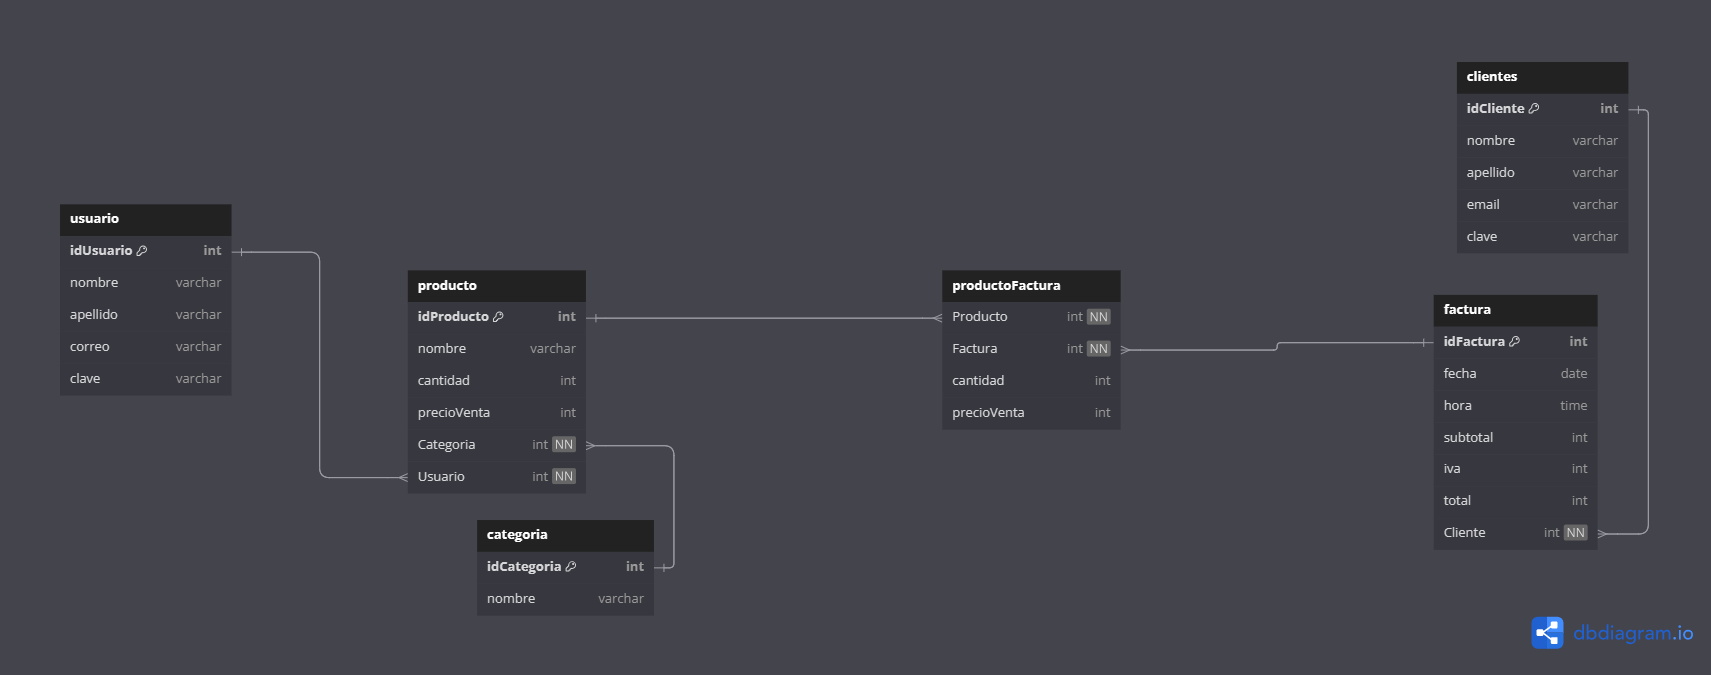 usuario
idUsuario int
nombre varchar
apellido varchar
correo varchar
clave varchar
producto
idProducto int
nombre varchar
cantidad int
precioVenta int
Categoria int NN
Usuario int NN
categoria
idCategoria int
nombre varchar
productoFactura
Producto int NN
Factura int NN
cantidad int
precioVenta int
clientes
idCliente int
nombre varchar
apellido varchar
email varchar
clave varchar
factura
idFactura int
fecha date
hora time
subtotal int
iva int
total int
Cliente int NN
dbdiagram.io